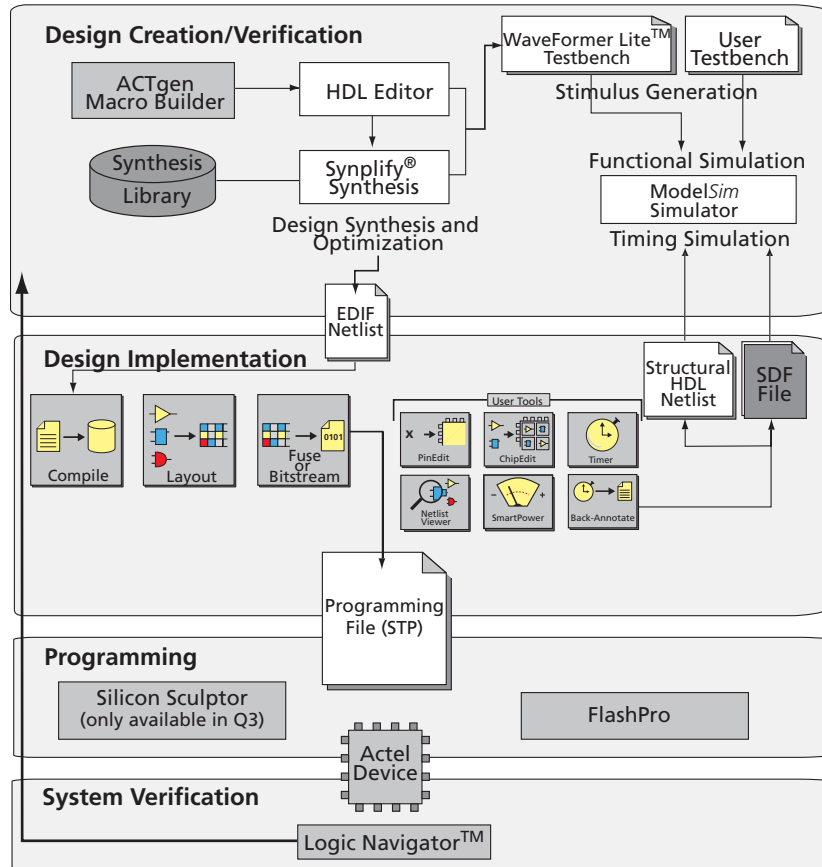 Design Creation/Verification
ACTgen
Macro Builder
HDL Editor
WaveFormer Lite™
Testbench
User
Testbench
Stimulus Generation
Synthesis
Library
Synplify®
Synthesis
Functional Simulation
ModelSim
Simulator
Design Synthesis and
Optimization
Timing Simulation
EDIF
Netlist
Design Implementation
Structural
HDL
Netlist
SDF
File
Compile
Layout
0101
Fuse
or
Bitstream
User Tools
x
PinEdit
ChipEdit
Timer
Netlist
Viewer
- +
SmartPower
Back-Annotate
Programming
File (STP)
Programming
Silicon Sculptor
(only available in Q3)
FlashPro
Actel
Device
System Verification
Logic Navigator™